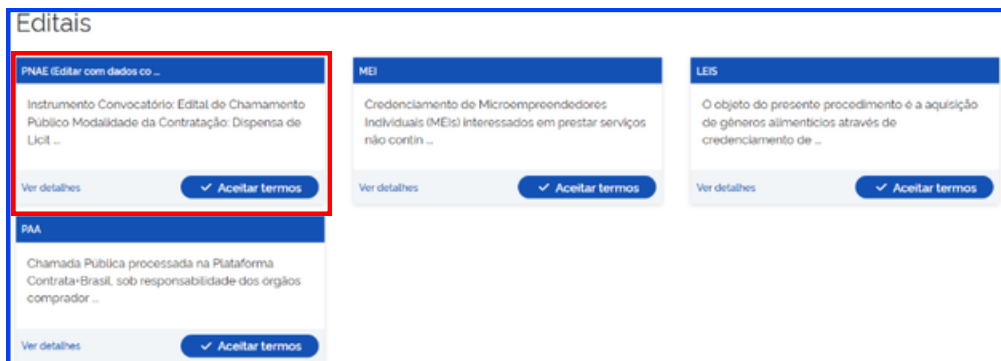 Editais
PNAE (Editar com dados co ...
Instrumento Convocatório: Edital de Chamamento
Público Modalidade da Contratação: Dispensa de
Licit ...
Ver detalhes
Aceitar termos
MEI
Credenciamento de Microempreendedores
Individuais (MEIs) interessados em prestar serviços
não contin ...
Ver detalhes
Aceitar termos
LEIS
O objeto do presente procedimento é a aquisição
de gêneros alimentícios através de
credenciamento de ...
Ver detalhes
Aceitar termos
PAA
Chamada Pública processada na Plataforma
Contrata+Brasil, sob responsabilidade dos órgãos
comprador ...
Ver detalhes
Aceitar termos